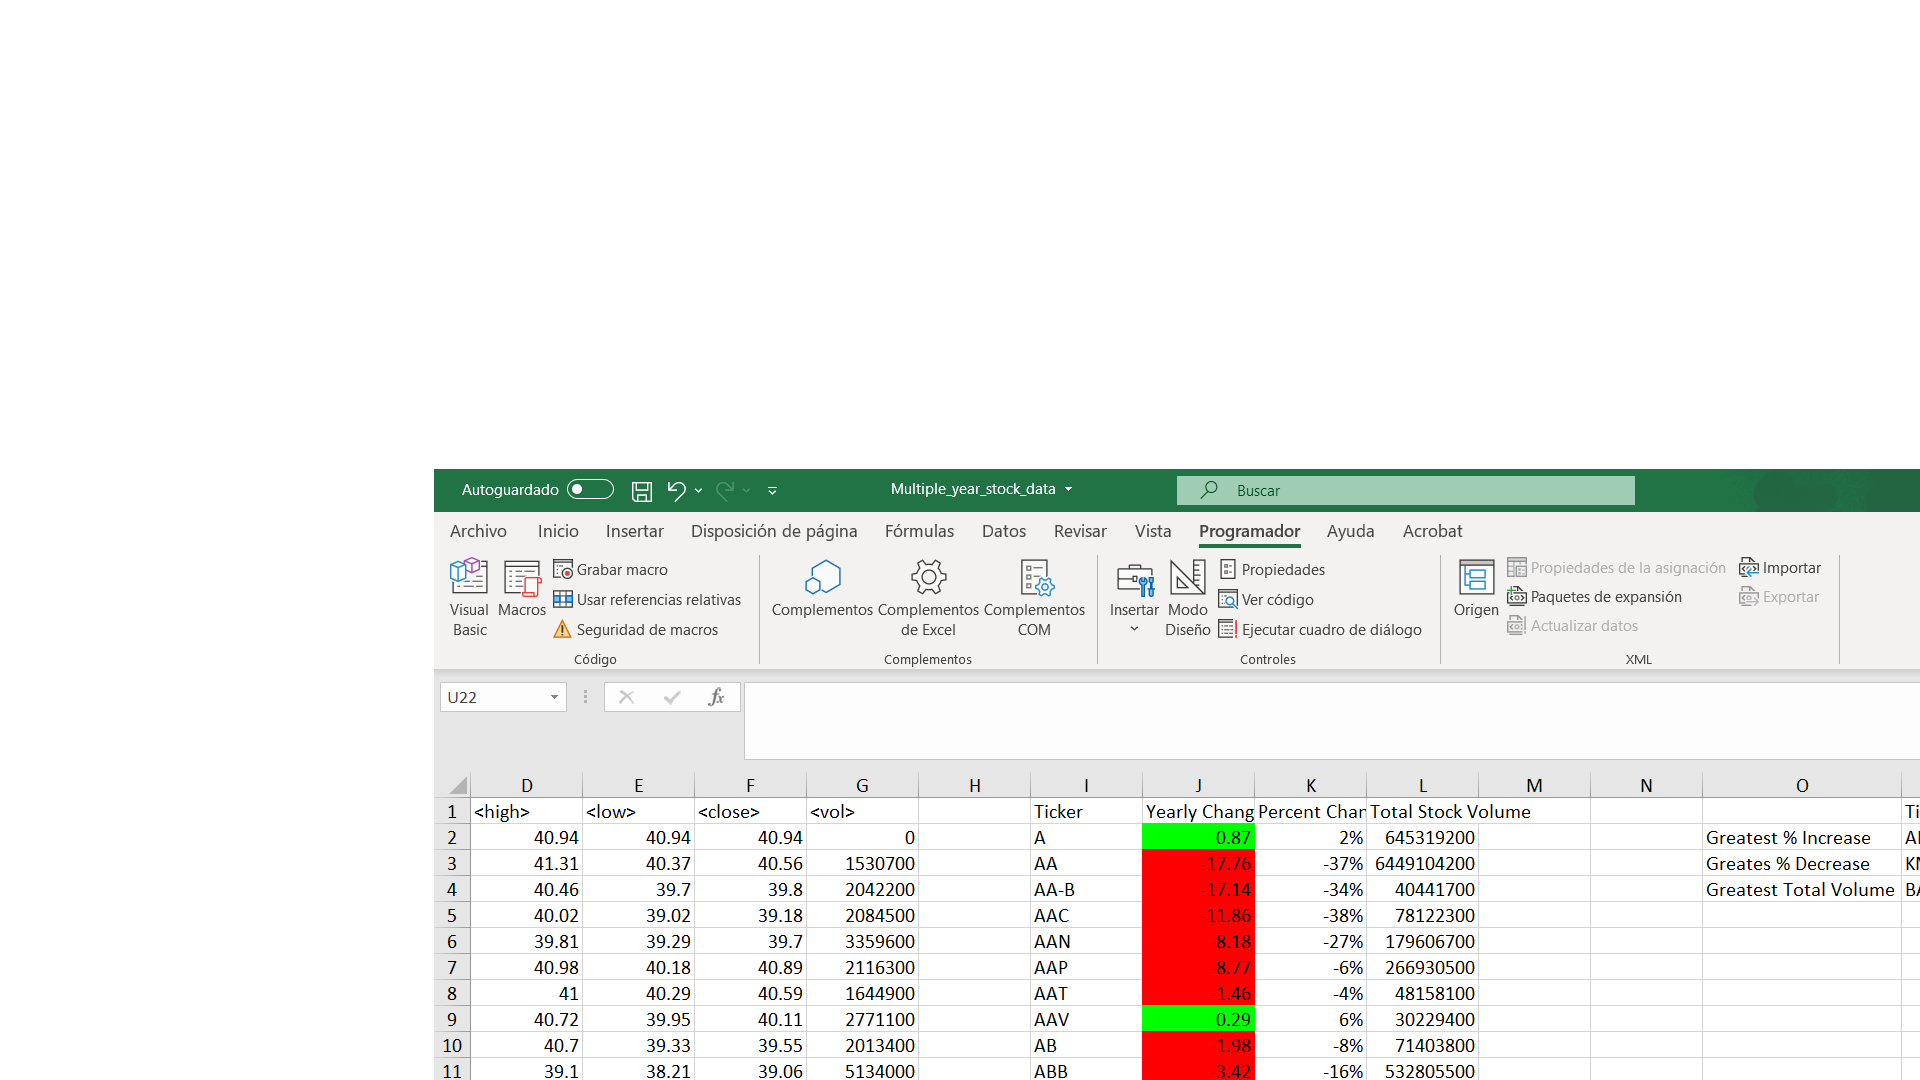 Autoguardado Multiple_year_stock_data Buscar
Archivo Inicio Insertar Disposición de página Fórmulas Datos Revisar Vista Programador Ayuda Acrobat
Visual Basic
Macros
Grabar macro
Usar referencias relativas
Seguridad de macros
Código
Complementos
Complementos de Excel
Complementos COM
Complementos
Insertar
Modo Diseño
Propiedades
Ver código
Ejecutar cuadro de diálogo
Controles
Origen
Propiedades de la asignación
Paquetes de expansión
Actualizar datos
Importar
Exportar
XML
U22 fx
D E F G H I J K L M N O
1 <high> <low> <close> <vol> Ticker Yearly Chang Percent Chan Total Stock Volume
2 40.94 40.94 40.94 0 A 0.87 2% 645319200 Greatest % Increase
3 41.31 40.37 40.56 1530700 AA -17.76 -37% 6449104200 Greates % Decrease
4 40.46 39.7 39.8 2042200 AA-B -17.14 -34% 40441700 Greatest Total Volume
5 40.02 39.02 39.18 2084500 AAC -11.86 -38% 78122300
6 39.81 39.29 39.7 3359600 AAN -8.18 -27% 179606700
7 40.98 40.18 40.89 2116300 AAP -8.77 -6% 266930500
8 41 40.29 40.59 1644900 AAT -1.46 -4% 48158100
9 40.72 39.95 40.11 2771100 AAV 0.29 6% 30229400
10 40.7 39.33 39.55 2013400 AB -1.98 -8% 71403800
11 39.1 38.21 39.06 5134000 ABB -3.42 -16% 532805500